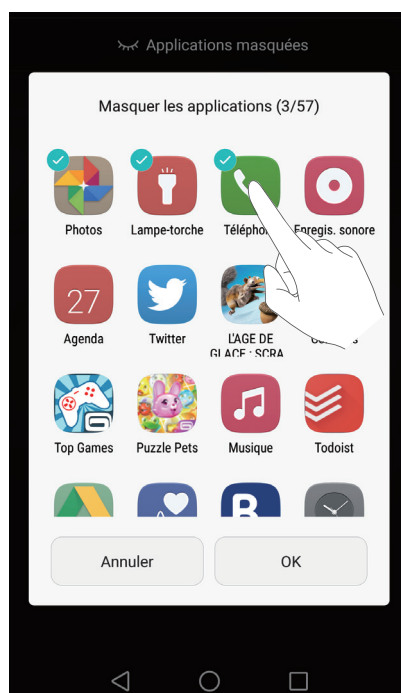 Applications masquées
Masquer les applications (3/57)
Photos Lampe-torche Enregis. sonore
27
Agenda Twitter L'AGE DE
GLACE : SCRA
Top Games Puzzle Pets Musique Todoist
B
Annuler OK